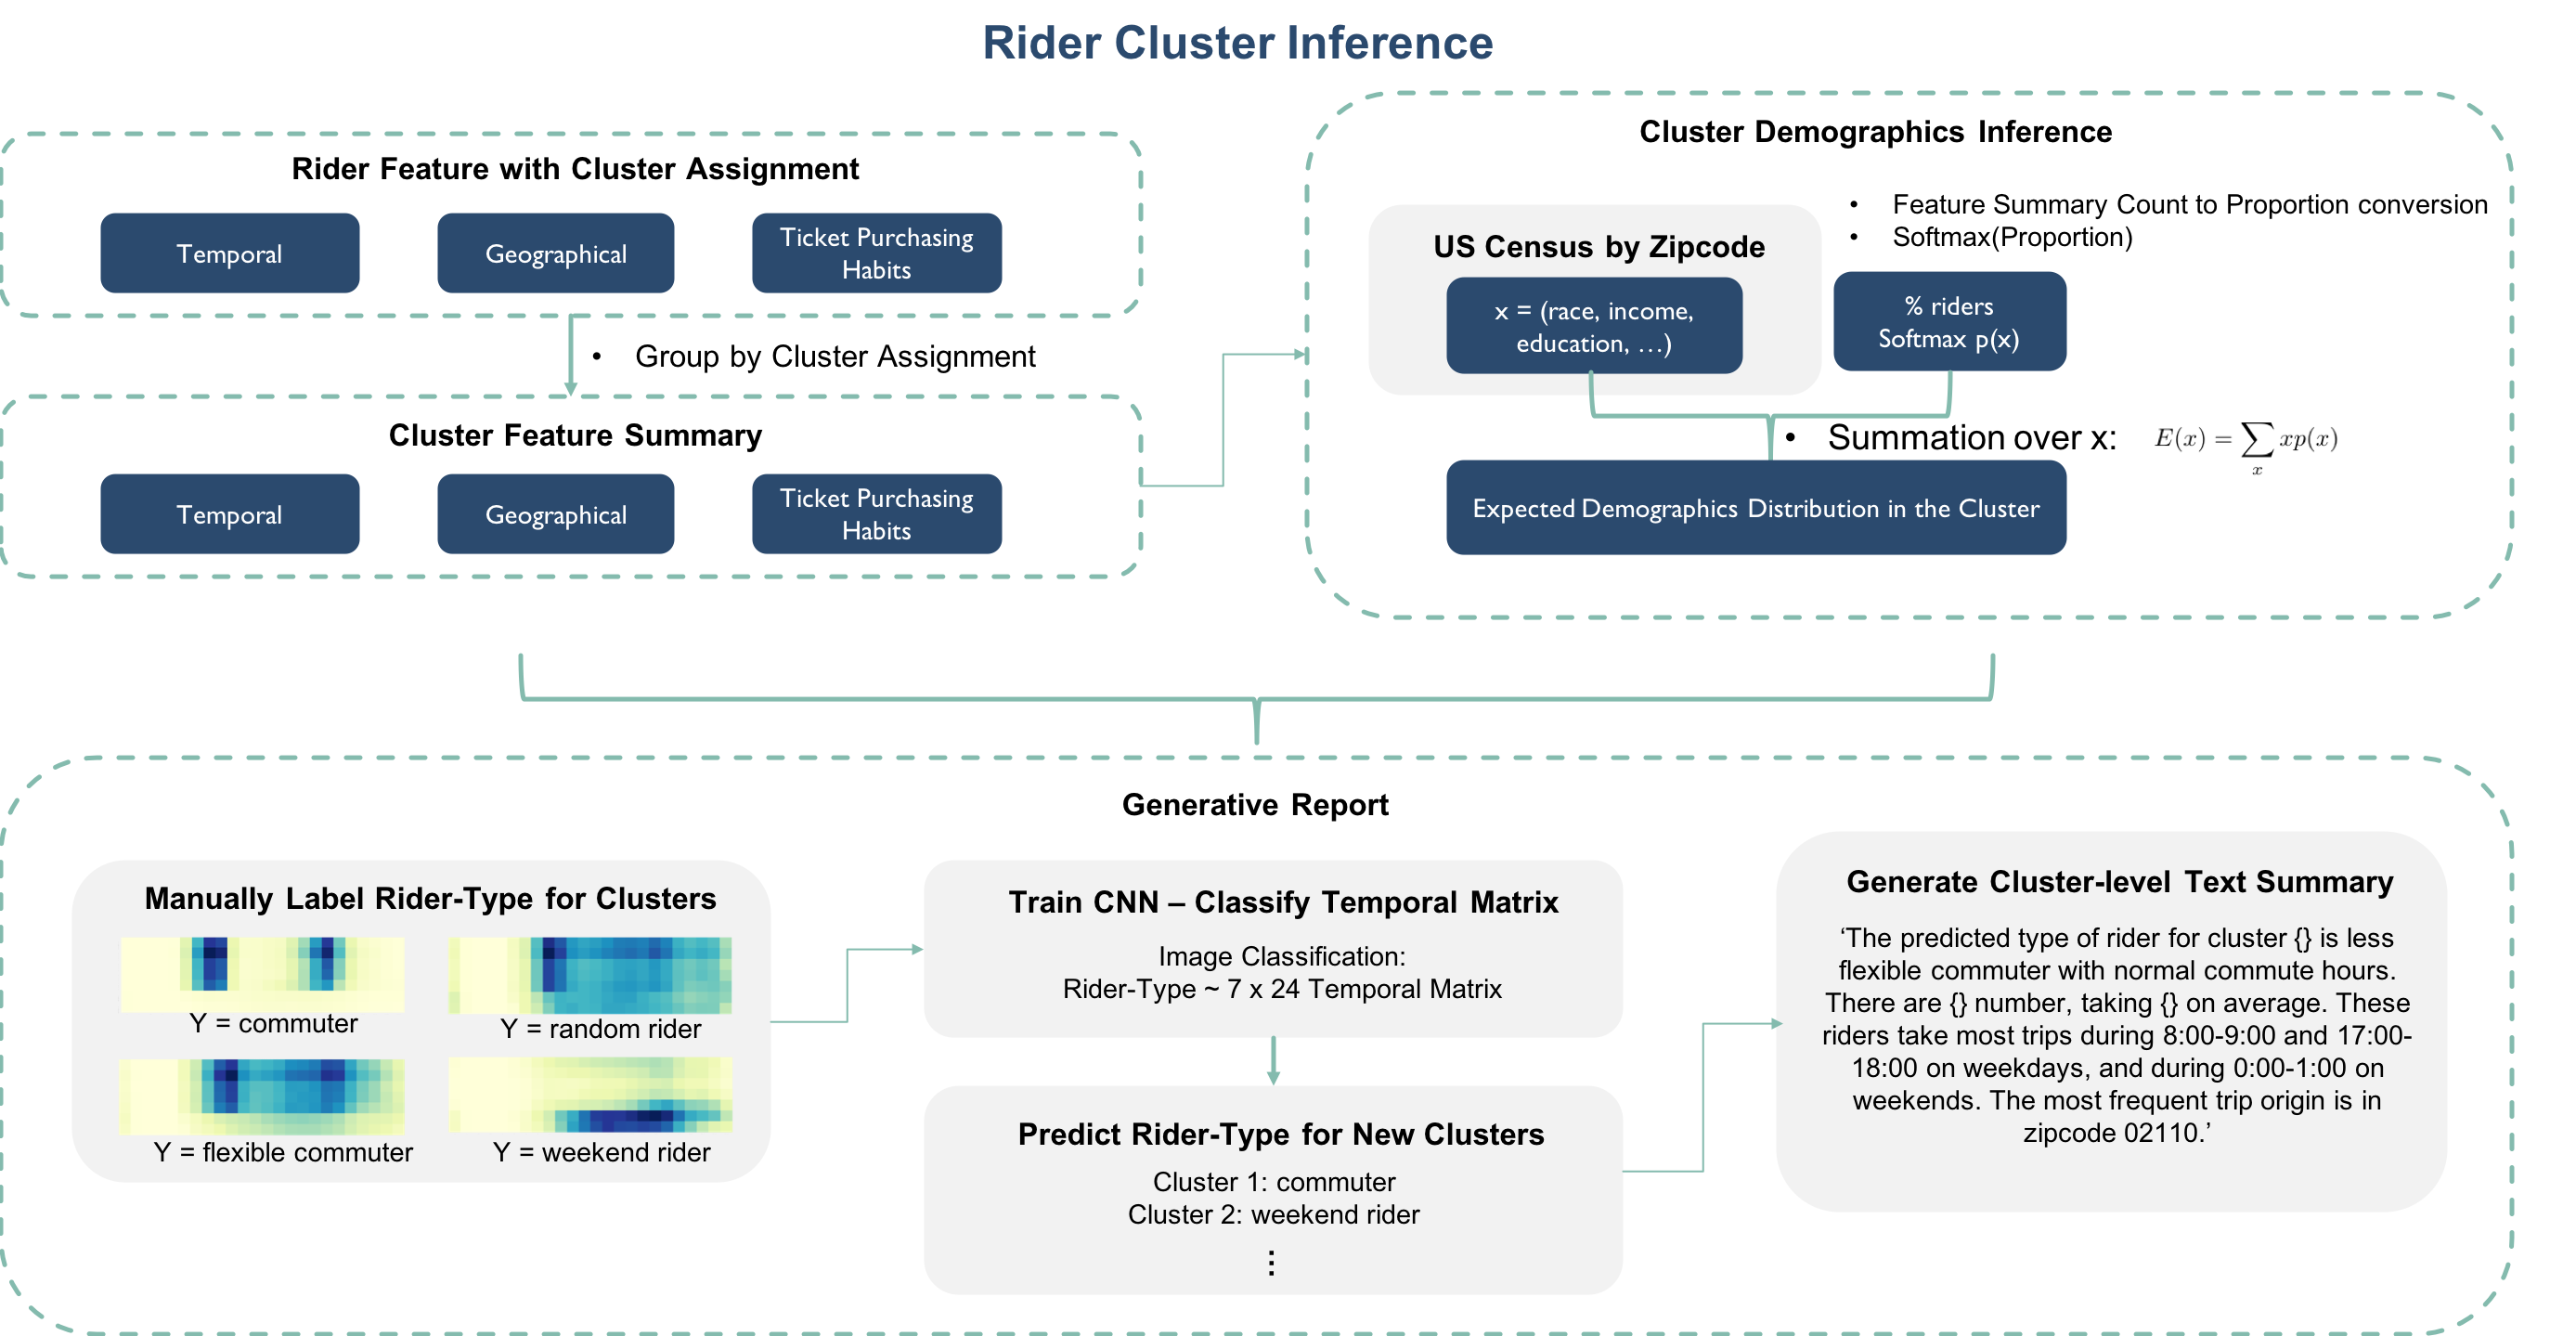 Rider Cluster Inference
Rider Feature with Cluster Assignment
Temporal
Geographical
Ticket Purchasing
Habits
• Group by Cluster Assignment
Cluster Feature Summary
Temporal
Geographical
Ticket Purchasing
Habits
Cluster Demographics Inference
• Feature Summary Count to Proportion conversion
• Softmax(Proportion)
US Census by Zipcode
x = (race, income,
education, …)
% riders
Softmax p(x)
• Summation over x: E(x) = ∑ xp(x)
x
Expected Demographics Distribution in the Cluster
Generative Report
Manually Label Rider-Type for Clusters
Y = commuter
Y = random rider
Y = flexible commuter
Y = weekend rider
Train CNN – Classify Temporal Matrix
Image Classification:
Rider-Type ~ 7 x 24 Temporal Matrix
Predict Rider-Type for New Clusters
Cluster 1: commuter
Cluster 2: weekend rider
⋮
Generate Cluster-level Text Summary
‘The predicted type of rider for cluster {} is less
flexible commuter with normal commute hours.
There are {} number, taking {} on average. These
riders take most trips during 8:00-9:00 and 17:00-
18:00 on weekdays, and during 0:00-1:00 on
weekends. The most frequent trip origin is in
zipcode 02110.’